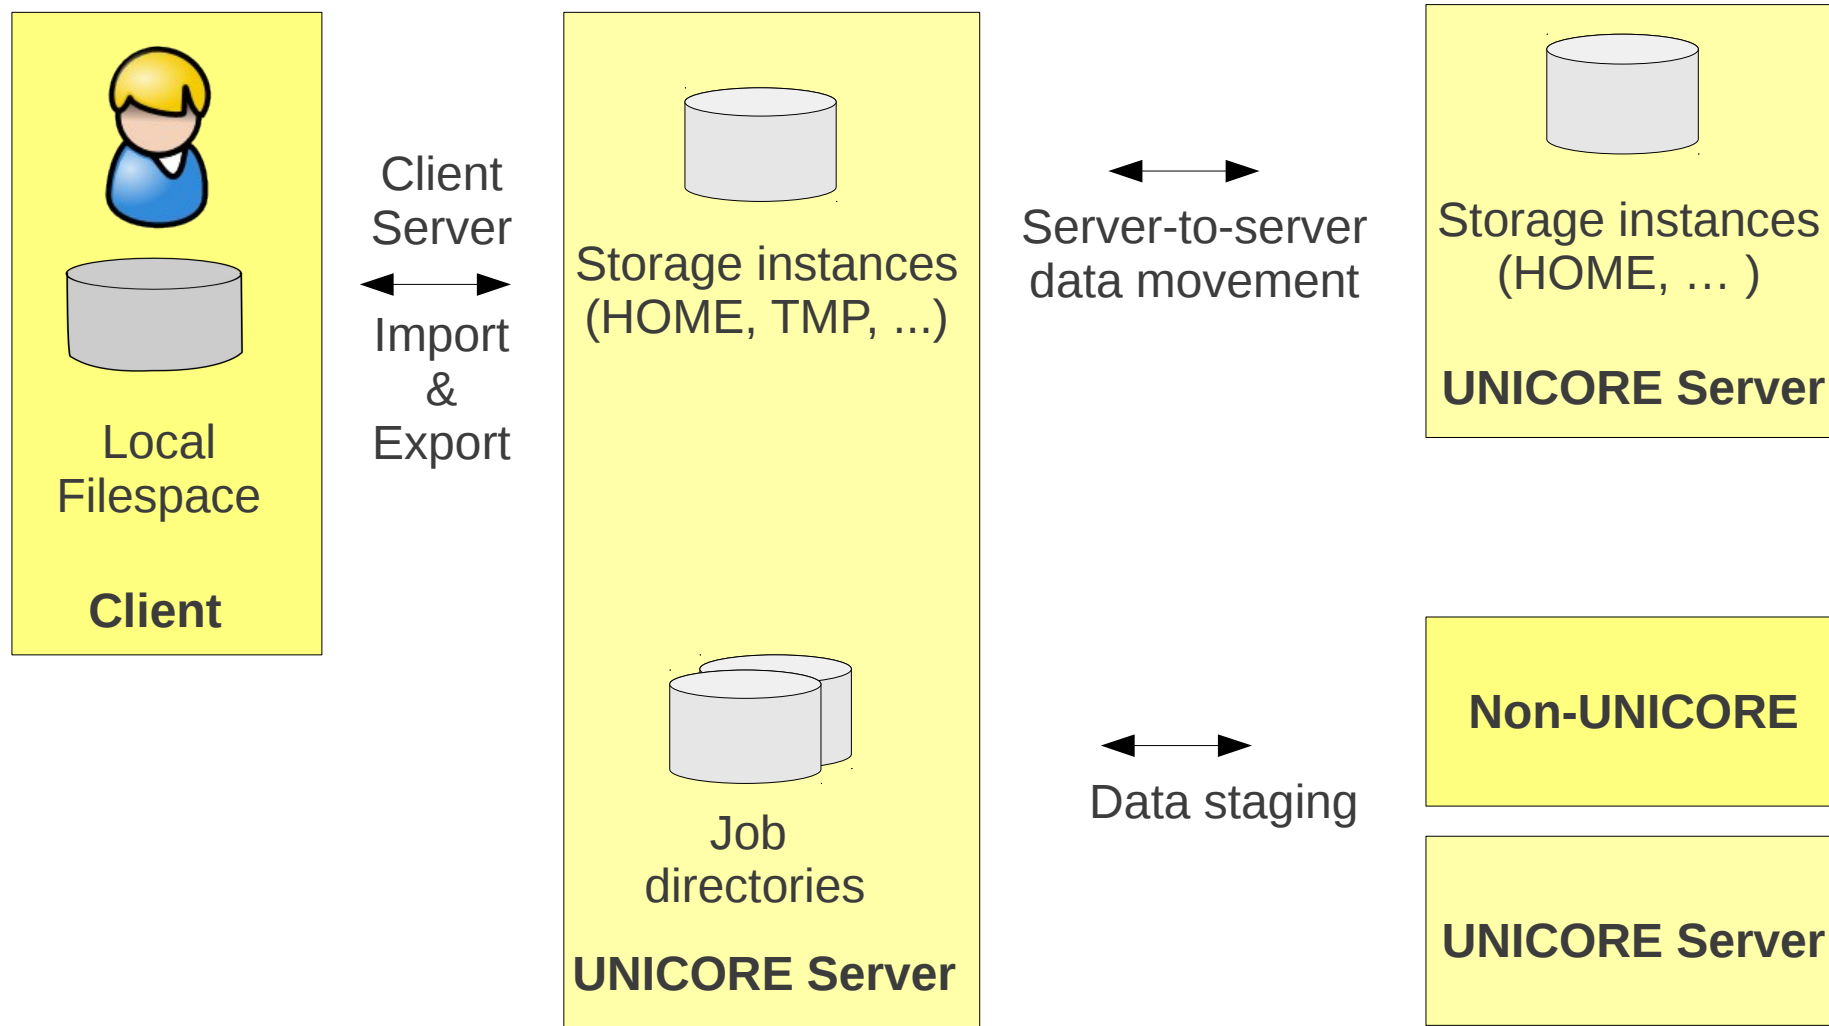 Local
Filespace
Client
Client
Server
Import
&
Export
Storage instances
(HOME, TMP, ...)
Job
directories
UNICORE Server
Server-to-server
data movement
Data staging
Storage instances
(HOME, … )
UNICORE Server
Non-UNICORE
UNICORE Server